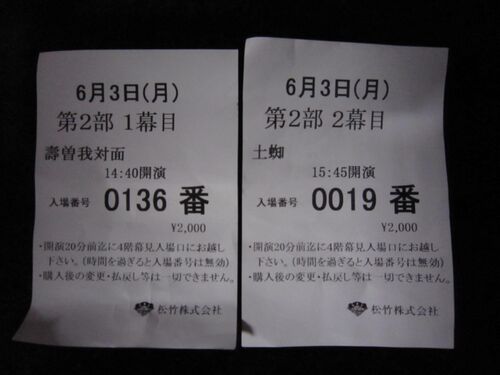 6月3日(月)
第2部 1幕目
壽曽我対面
14:40開演
入場番号 0136 番
¥2,000
・開演20分前迄に4階幕見入場口にお越し
下さい。(時間を過ぎると入場番号は無効)
・購入後の変更・払戻し等は一切できません。
松竹株式会社
6月3日(月)
第2部 2幕目
土蜘
15:45開演
入場番号 0019 番
¥2,000
・開演20分前迄に4階幕見入場口にお越し
下さい。(時間を過ぎると入場番号は無効)
・購入後の変更・払戻し等は一切できません。
松竹株式会社